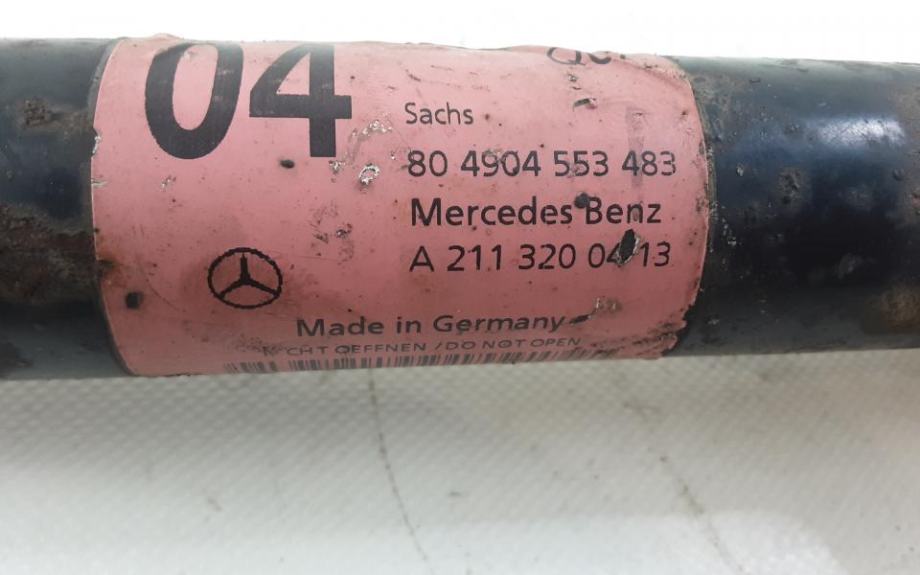 04
Sachs
80 4904 553 483
Mercedes Benz
A 211 320 04 13
Made in Germany
NICHT OEFFNEN / DO NOT OPEN